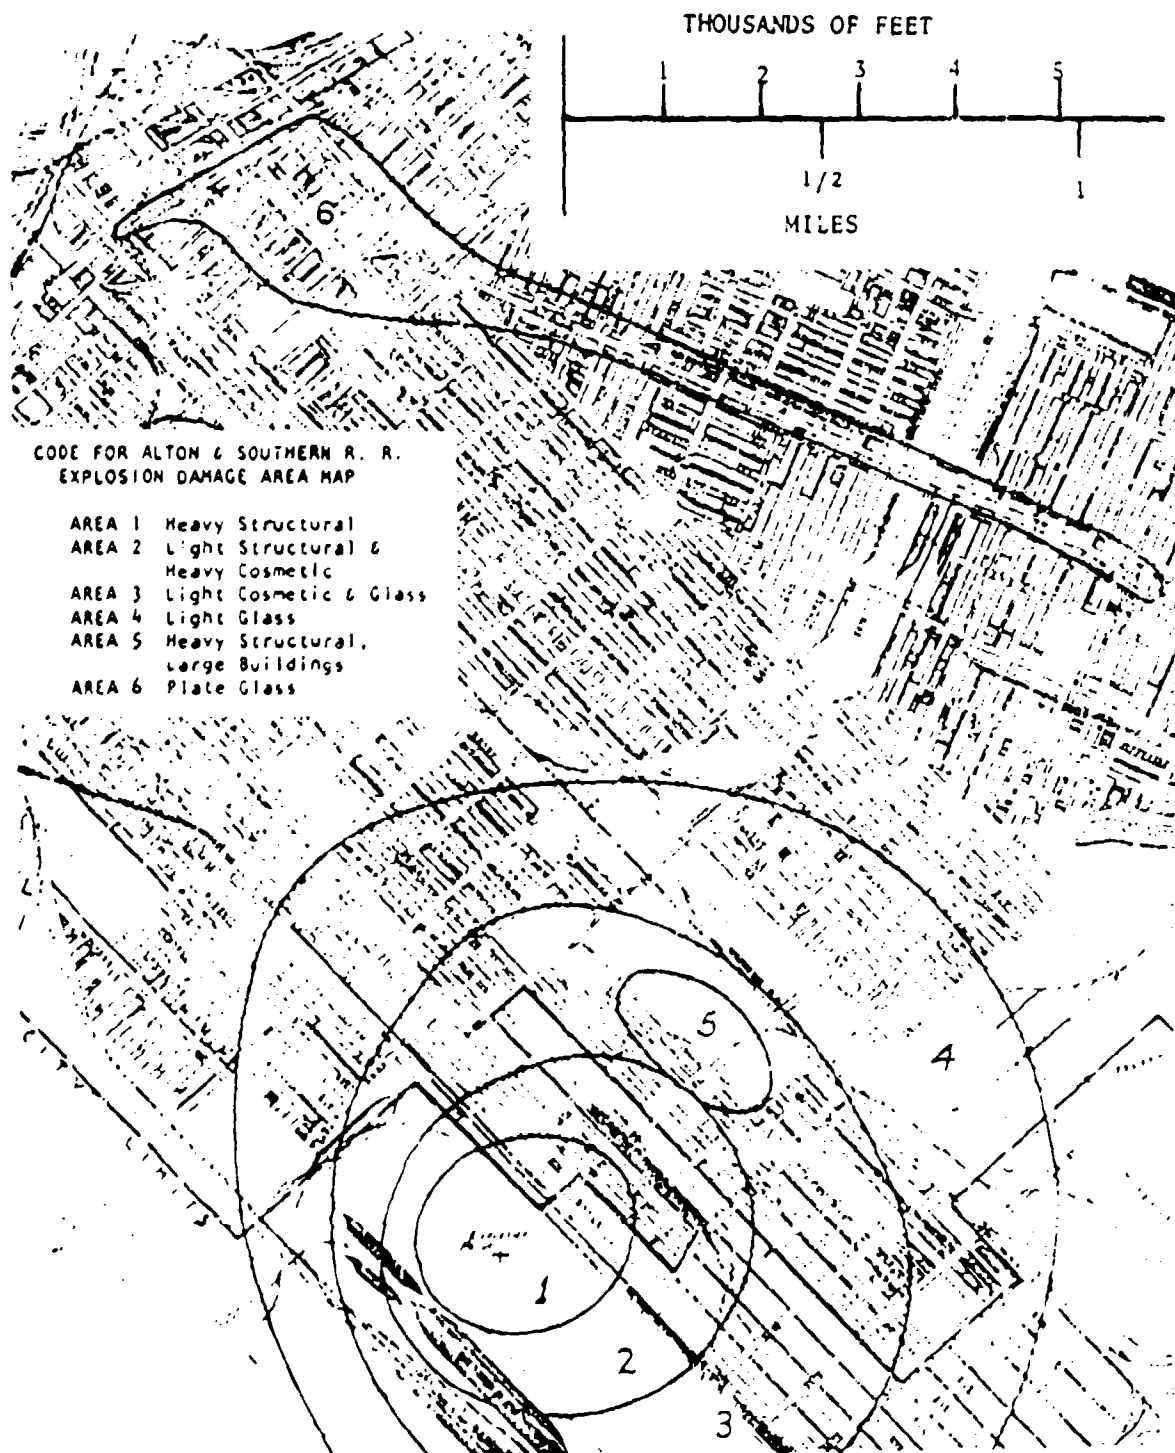 THOUSANDS OF FEET
1 2 3 4 5
1/2 1
MILES
6
CODE FOR ALTON & SOUTHERN R. R.
EXPLOSION DAMAGE AREA MAP
AREA 1 Heavy Structural
AREA 2 Light Structural &
Heavy Cosmetic
AREA 3 Light Cosmetic & Glass
AREA 4 Light Glass
AREA 5 Heavy Structural,
Large Buildings
AREA 6 Plate Glass
5
4
CITY LIMITS
1
2
3